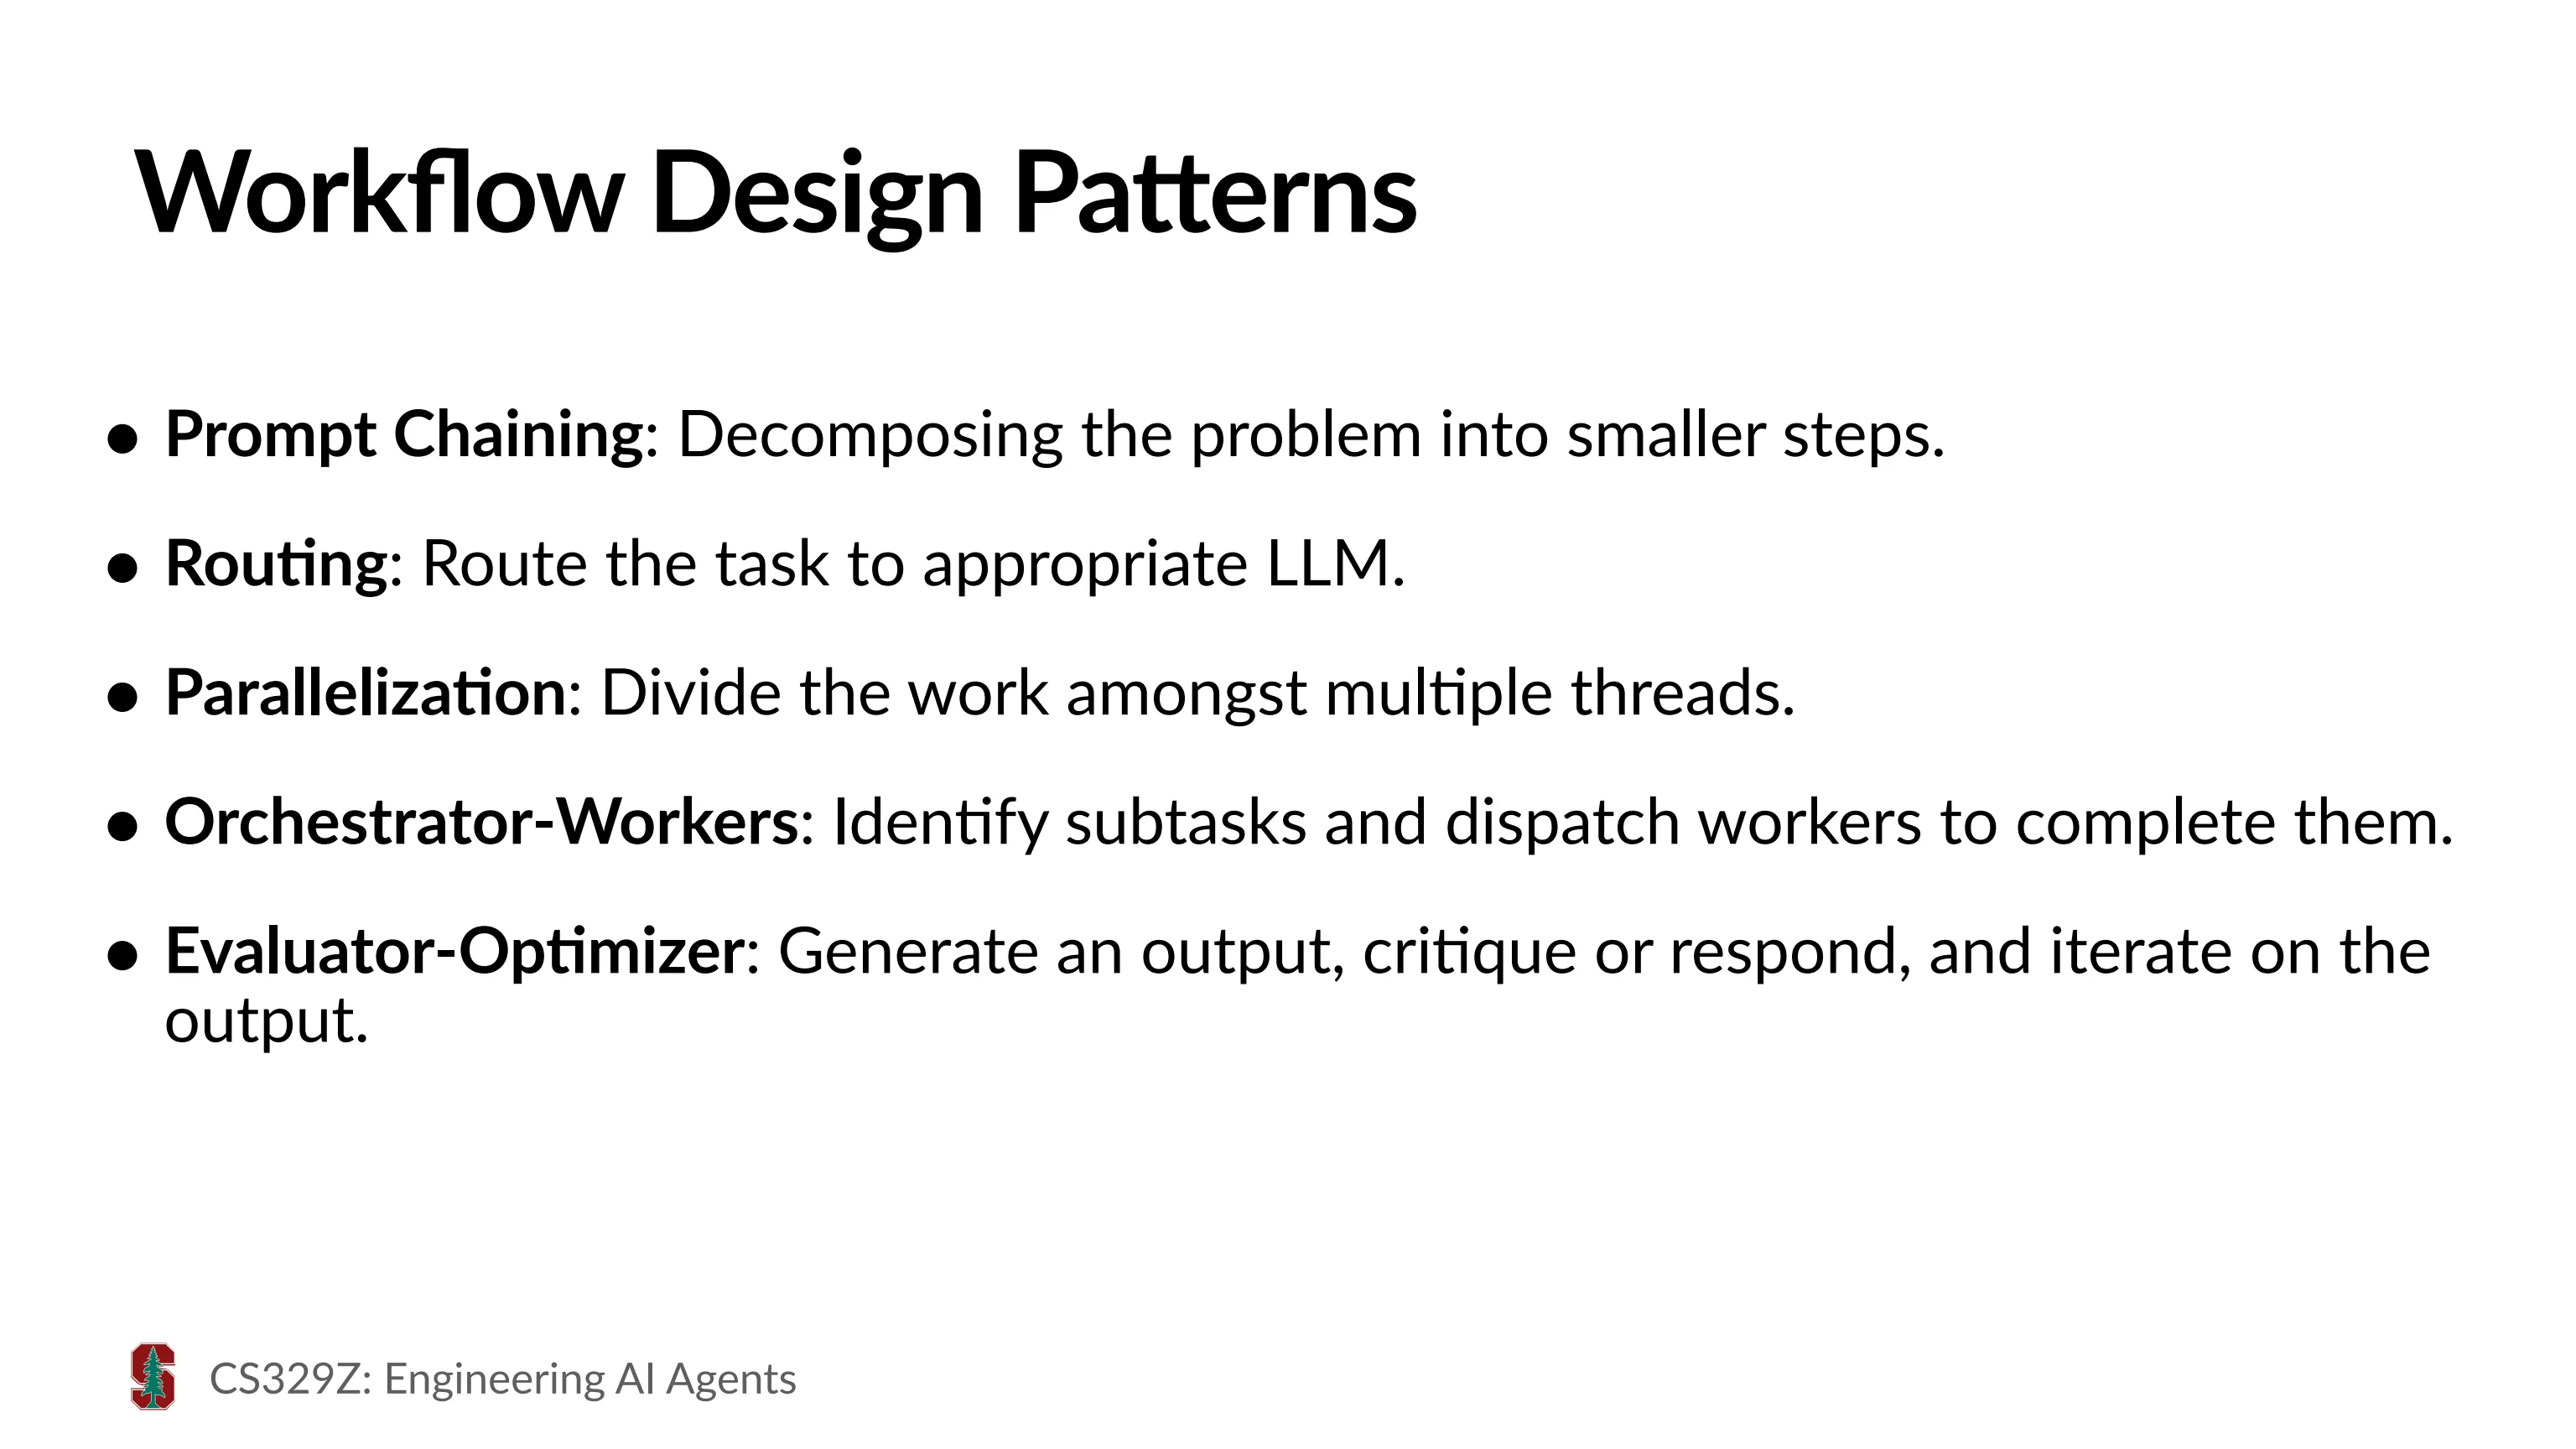 Workflow Design Patterns
● Prompt Chaining: Decomposing the problem into smaller steps.
● Routing: Route the task to appropriate LLM.
● Parallelization: Divide the work amongst multiple threads.
● Orchestrator-Workers: Identify subtasks and dispatch workers to complete them.
● Evaluator-Optimizer: Generate an output, critique or respond, and iterate on the
output.
CS329Z: Engineering AI Agents